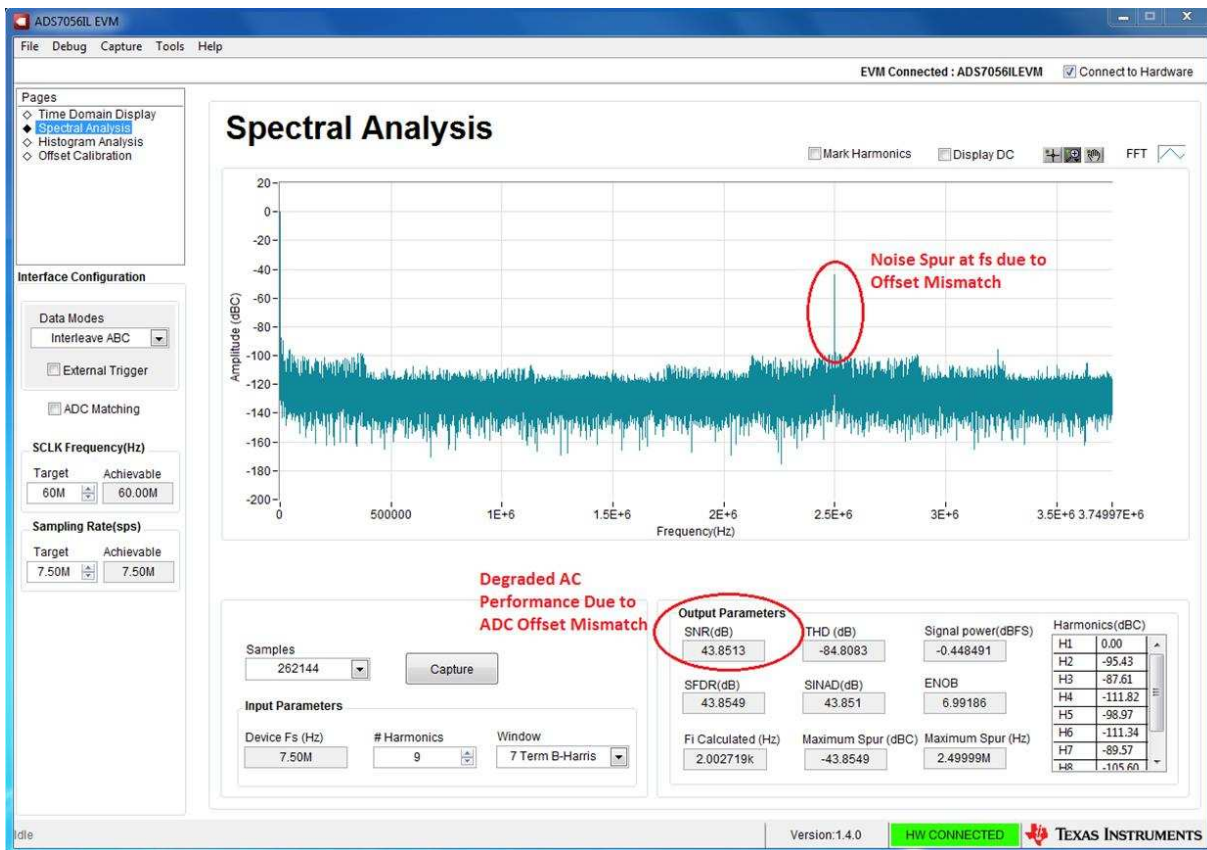 ADS7056IL EVM
File Debug Capture Tools Help
EVM Connected : ADS7056ILEVM
Connect to Hardware
Pages
Time Domain Display
Spectral Analysis
Histogram Analysis
Offset Calibration
Spectral Analysis
Mark Harmonics
Display DC
FFT
20
0
-20
-40
-60
-80
-100
-120
-140
-160
-180
-200
Amplitude (dBC)
0
500000
1E+6
1.5E+6
2E+6
2.5E+6
3E+6
3.5E+6
3.74997E+6
Frequency(Hz)
Noise Spur at fs due to
Offset Mismatch
Interface Configuration
Data Modes
Interleave ABC
External Trigger
ADC Matching
SCLK Frequency(Hz)
Target Achievable
60M 60.00M
Sampling Rate(sps)
Target Achievable
7.50M 7.50M
Degraded AC
Performance Due to
ADC Offset Mismatch
Samples
262144
Capture
Input Parameters
Device Fs (Hz) # Harmonics Window
7.50M 9 7 Term B-Harris
Output Parameters
SNR(dB) THD (dB) Signal power(dBFS)
43.8513 -84.8083 -0.448491
SFDR(dB) SINAD(dB) ENOB
43.8549 43.851 6.99186
Fi Calculated (Hz) Maximum Spur (dBC) Maximum Spur (Hz)
2.002719k -43.8549 2.49999M
Harmonics(dBC)
H1 0.00
H2 -95.43
H3 -87.61
H4 -111.82
H5 -98.97
H6 -111.34
H7 -89.57
H8 -105.60
Idle
Version:1.4.0
HW CONNECTED
TEXAS INSTRUMENTS